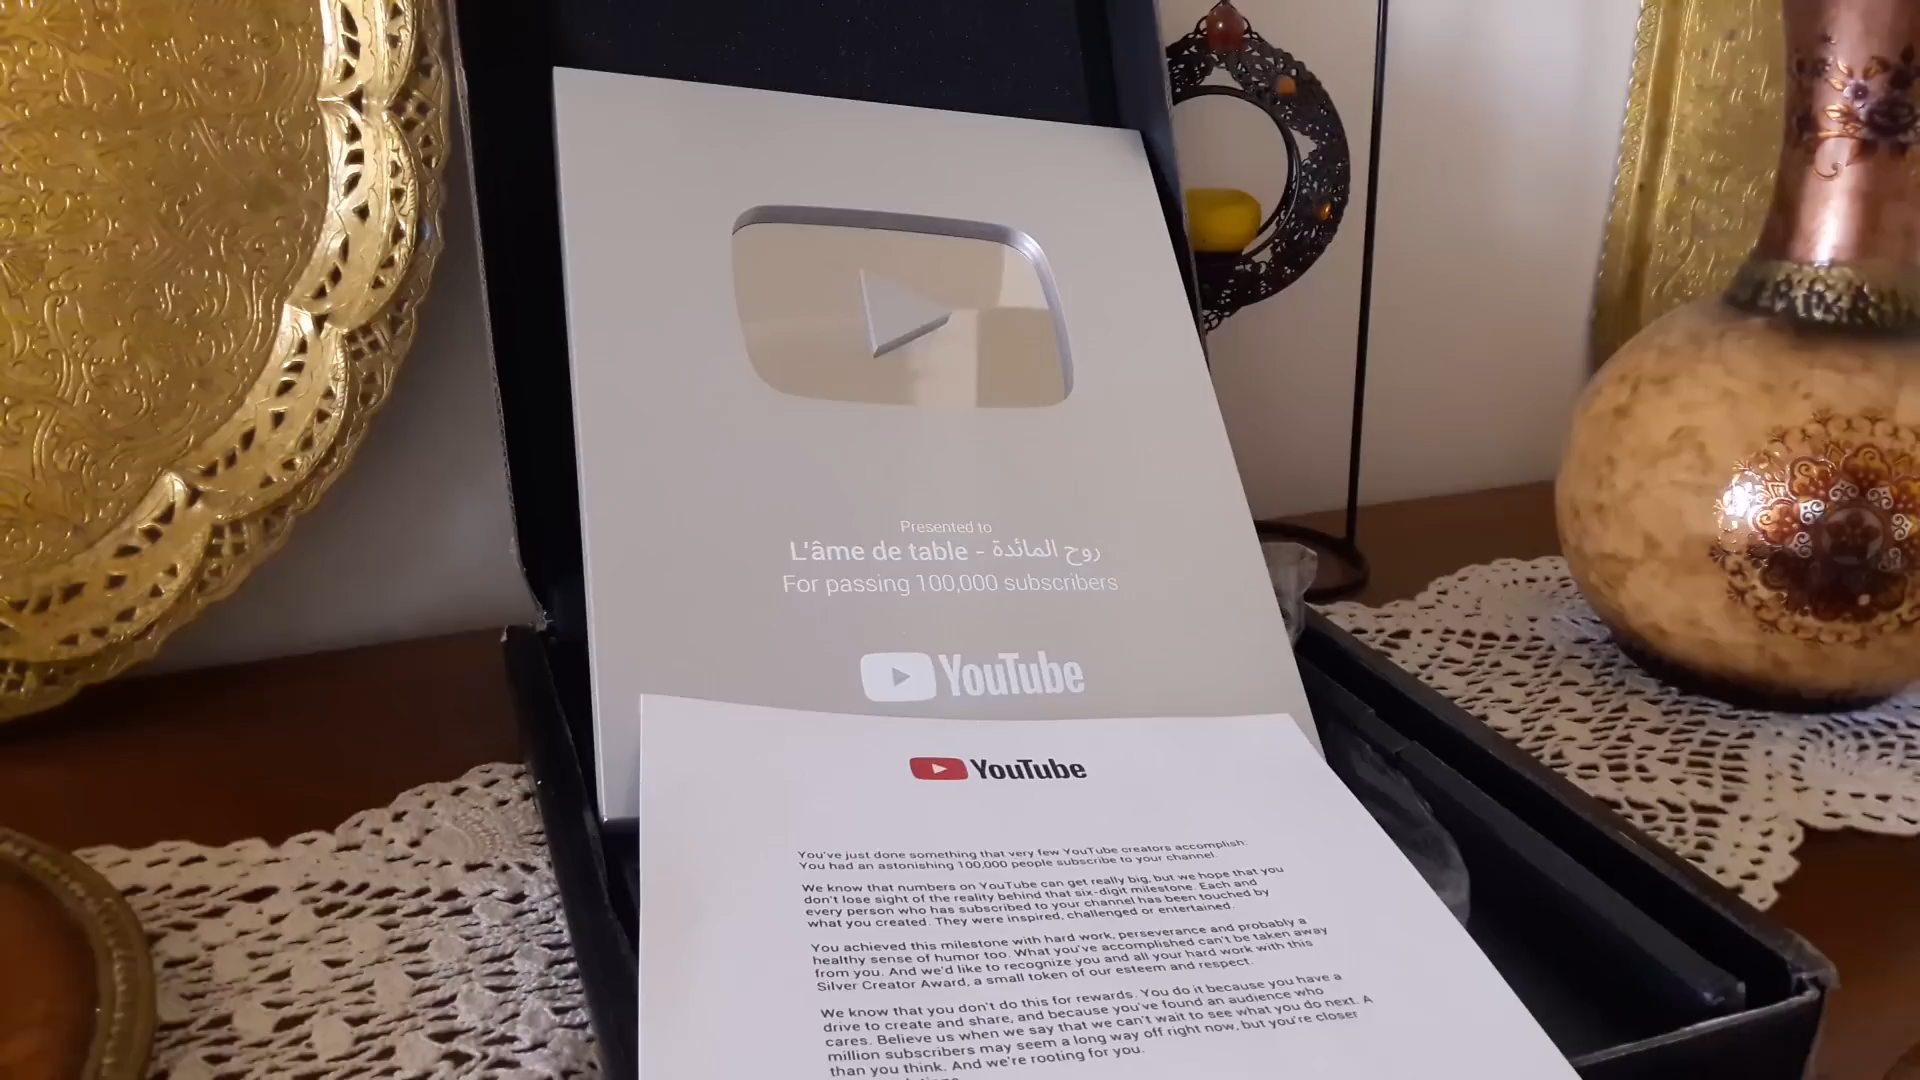 Presented to
L'âme de table - روح المائدة
For passing 100,000 subscribers
YouTube
YouTube
You've just done something that very few YouTube creators accomplish.
You had an astonishing 100,000 people subscribe to your channel.
We know that numbers on YouTube can get really big, but we hope that you
don't lose sight of the reality behind that six-digit milestone. Each and
every person who has subscribed to your channel has been touched by
what you created. They were inspired, challenged or entertained.
You achieved this milestone with hard work, perseverance and probably a
healthy sense of humor too. What you've accomplished can't be taken away
from you. And we'd like to recognize you and all your hard work with this
Silver Creator Award, a small token of our esteem and respect.
We know that you don't do this for rewards. You do it because you have a
drive to create and share, and because you've found an audience who
cares. Believe us when we say that we can't wait to see what you do next. A
million subscribers may seem a long way off right now, but you're closer
than you think. And we're rooting for you.